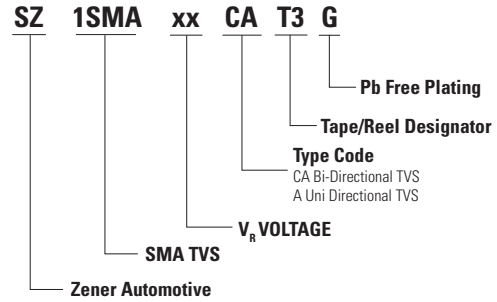 SZ 1SMA xx CA T3 G
Pb Free Plating
Tape/Reel Designator
Type Code
CA Bi-Directional TVS
A Uni Directional TVS
VR VOLTAGE
SMA TVS
Zener Automotive